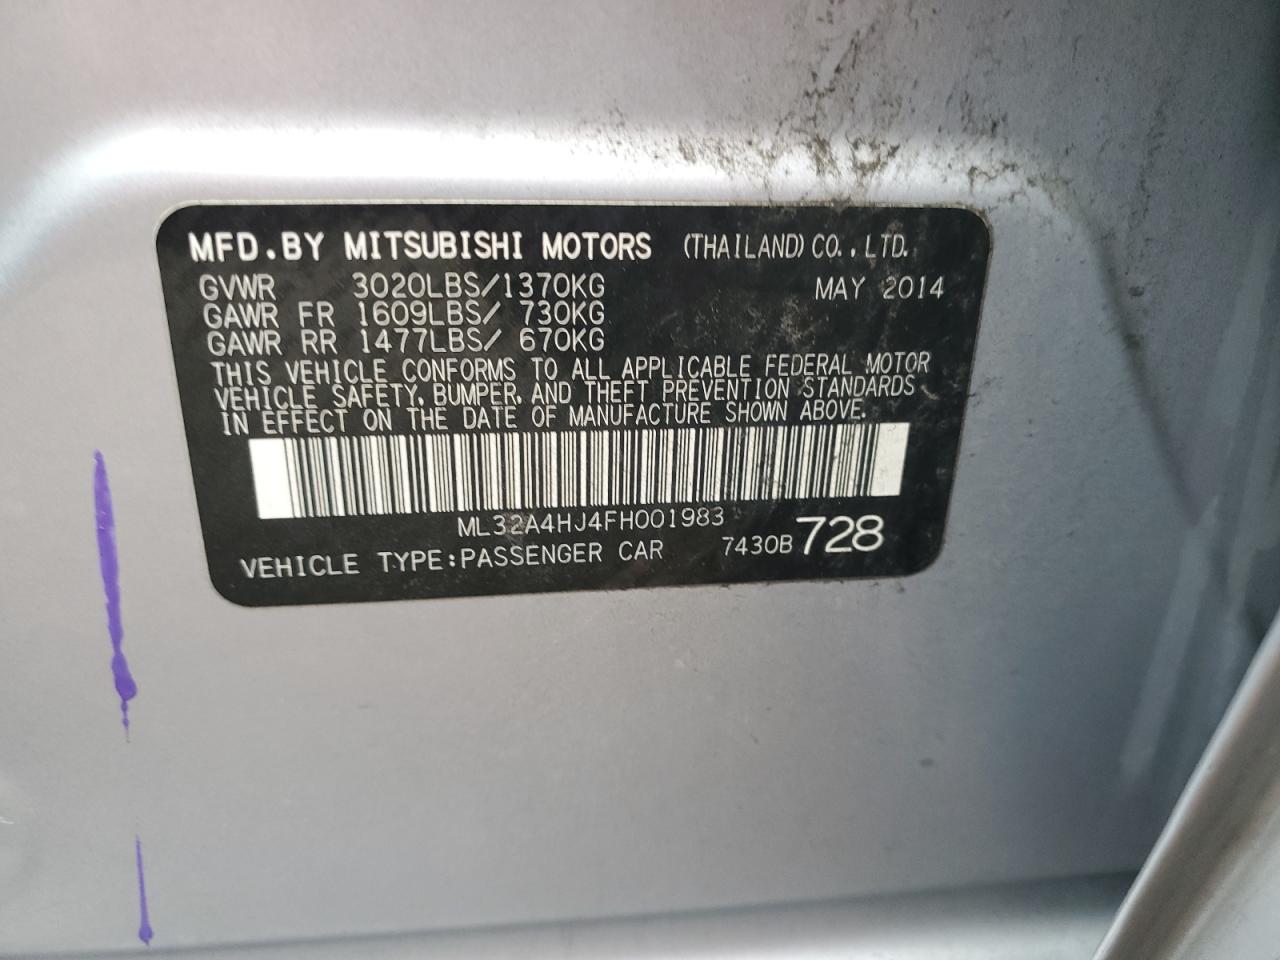 MFD.BY MITSUBISHI MOTORS (THAILAND) CO.,LTD.
GVWR 3020LBS/1370KG MAY 2014
GAWR FR 1609LBS/ 730KG
GAWR RR 1477LBS/ 670KG
THIS VEHICLE CONFORMS TO ALL APPLICABLE FEDERAL MOTOR
VEHICLE SAFETY, BUMPER, AND THEFT PREVENTION STANDARDS
IN EFFECT ON THE DATE OF MANUFACTURE SHOWN ABOVE.
ML32A4HJ4FH001983
VEHICLE TYPE:PASSENGER CAR 7430B 728